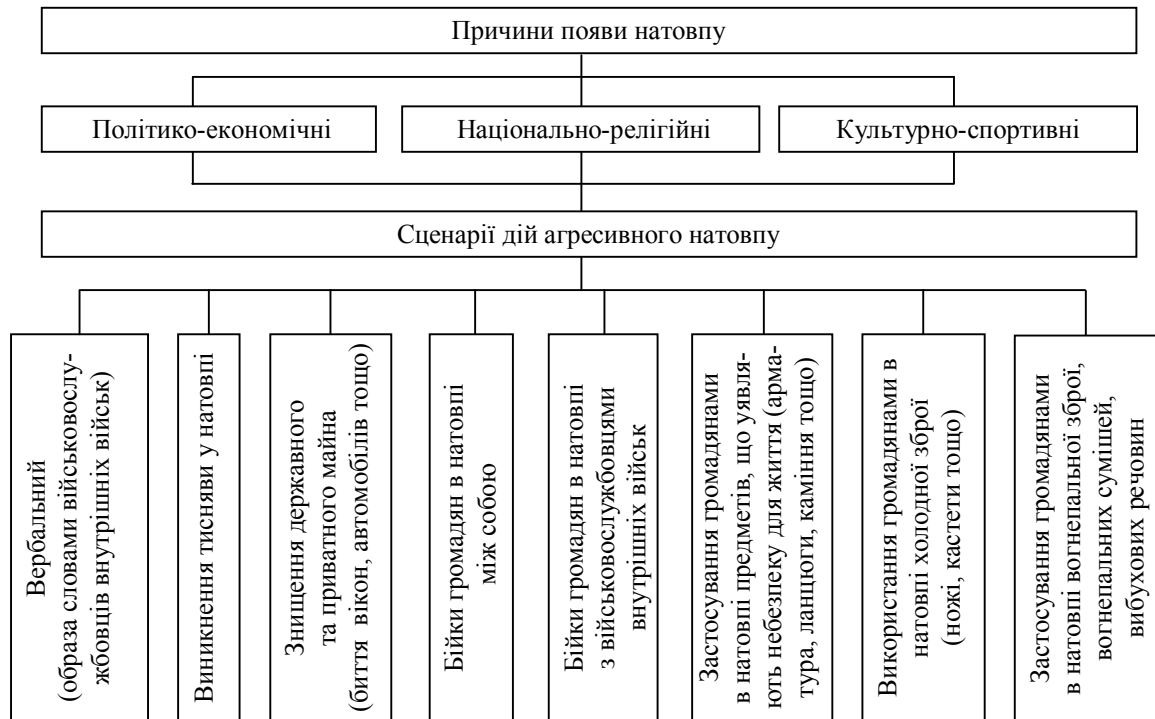 Причини появи натовпу
Політико-економічні
Національно-релігійні
Культурно-спортивні
Сценарії дій агресивного натовпу
Вербальний
(образа словами військовослу-
жбовців внутрішніх військ)
Виникнення тисняви у натовпі
Знищення державного
та приватного майна
(биття вікон, автомобілів тощо)
Бійки громадян в натовпі
між собою
Бійки громадян в натовпі
з військовослужбовцями
внутрішніх військ
Застосування громадянами
в натовпі предметів, що уявля-
ють небезпеку для життя (арма-
тура, ланцюги, каміння тощо)
Використання громадянами в
натовпі холодної зброї
(ножі, кастети тощо)
Застосування громадянами
в натовпі вогнепальної зброї,
вогнепальних сумішей,
вибухових речовин